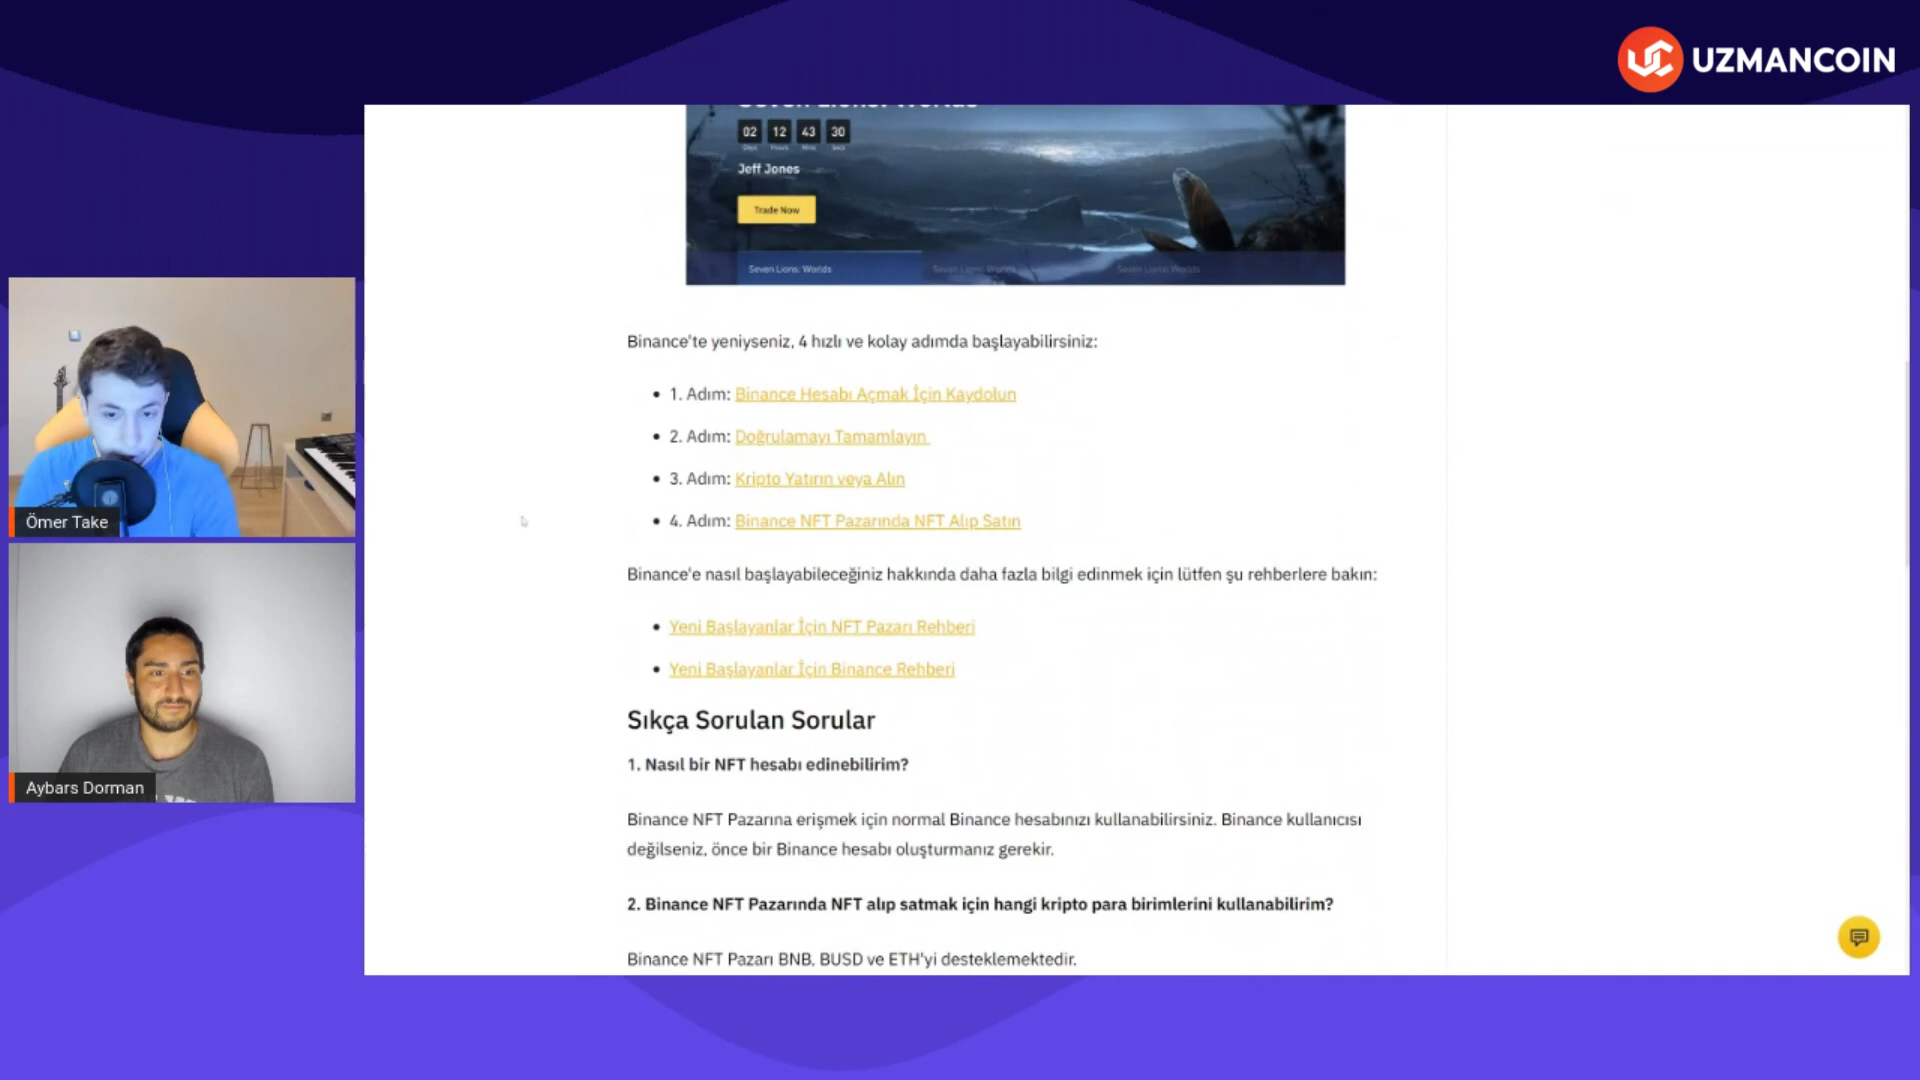 UZMANCOIN
02 12 43 30
Days Hours Mins Secs
Jeff Jones
Trade Now
Seven Lions: Worlds
Seven Lions: Worlds
Seven Lions: Worlds
Binance'te yeniyseniz, 4 hızlı ve kolay adımda başlayabilirsiniz:
• 1. Adım: Binance Hesabı Açmak İçin Kaydolun
• 2. Adım: Doğrulamayı Tamamlayın
• 3. Adım: Kripto Yatırın veya Alın
• 4. Adım: Binance NFT Pazarında NFT Alıp Satın
Binance'e nasıl başlayabileceğiniz hakkında daha fazla bilgi edinmek için lütfen şu rehberlere bakın:
• Yeni Başlayanlar İçin NFT Pazarı Rehberi
• Yeni Başlayanlar İçin Binance Rehberi
Sıkça Sorulan Sorular
1. Nasıl bir NFT hesabı edinebilirim?
Binance NFT Pazarına erişmek için normal Binance hesabınızı kullanabilirsiniz. Binance kullanıcısı
değilseniz, önce bir Binance hesabı oluşturmanız gerekir.
2. Binance NFT Pazarında NFT alıp satmak için hangi kripto para birimlerini kullanabilirim?
Binance NFT Pazarı BNB, BUSD ve ETH'yi desteklemektedir.
Ömer Take
Aybars Dorman